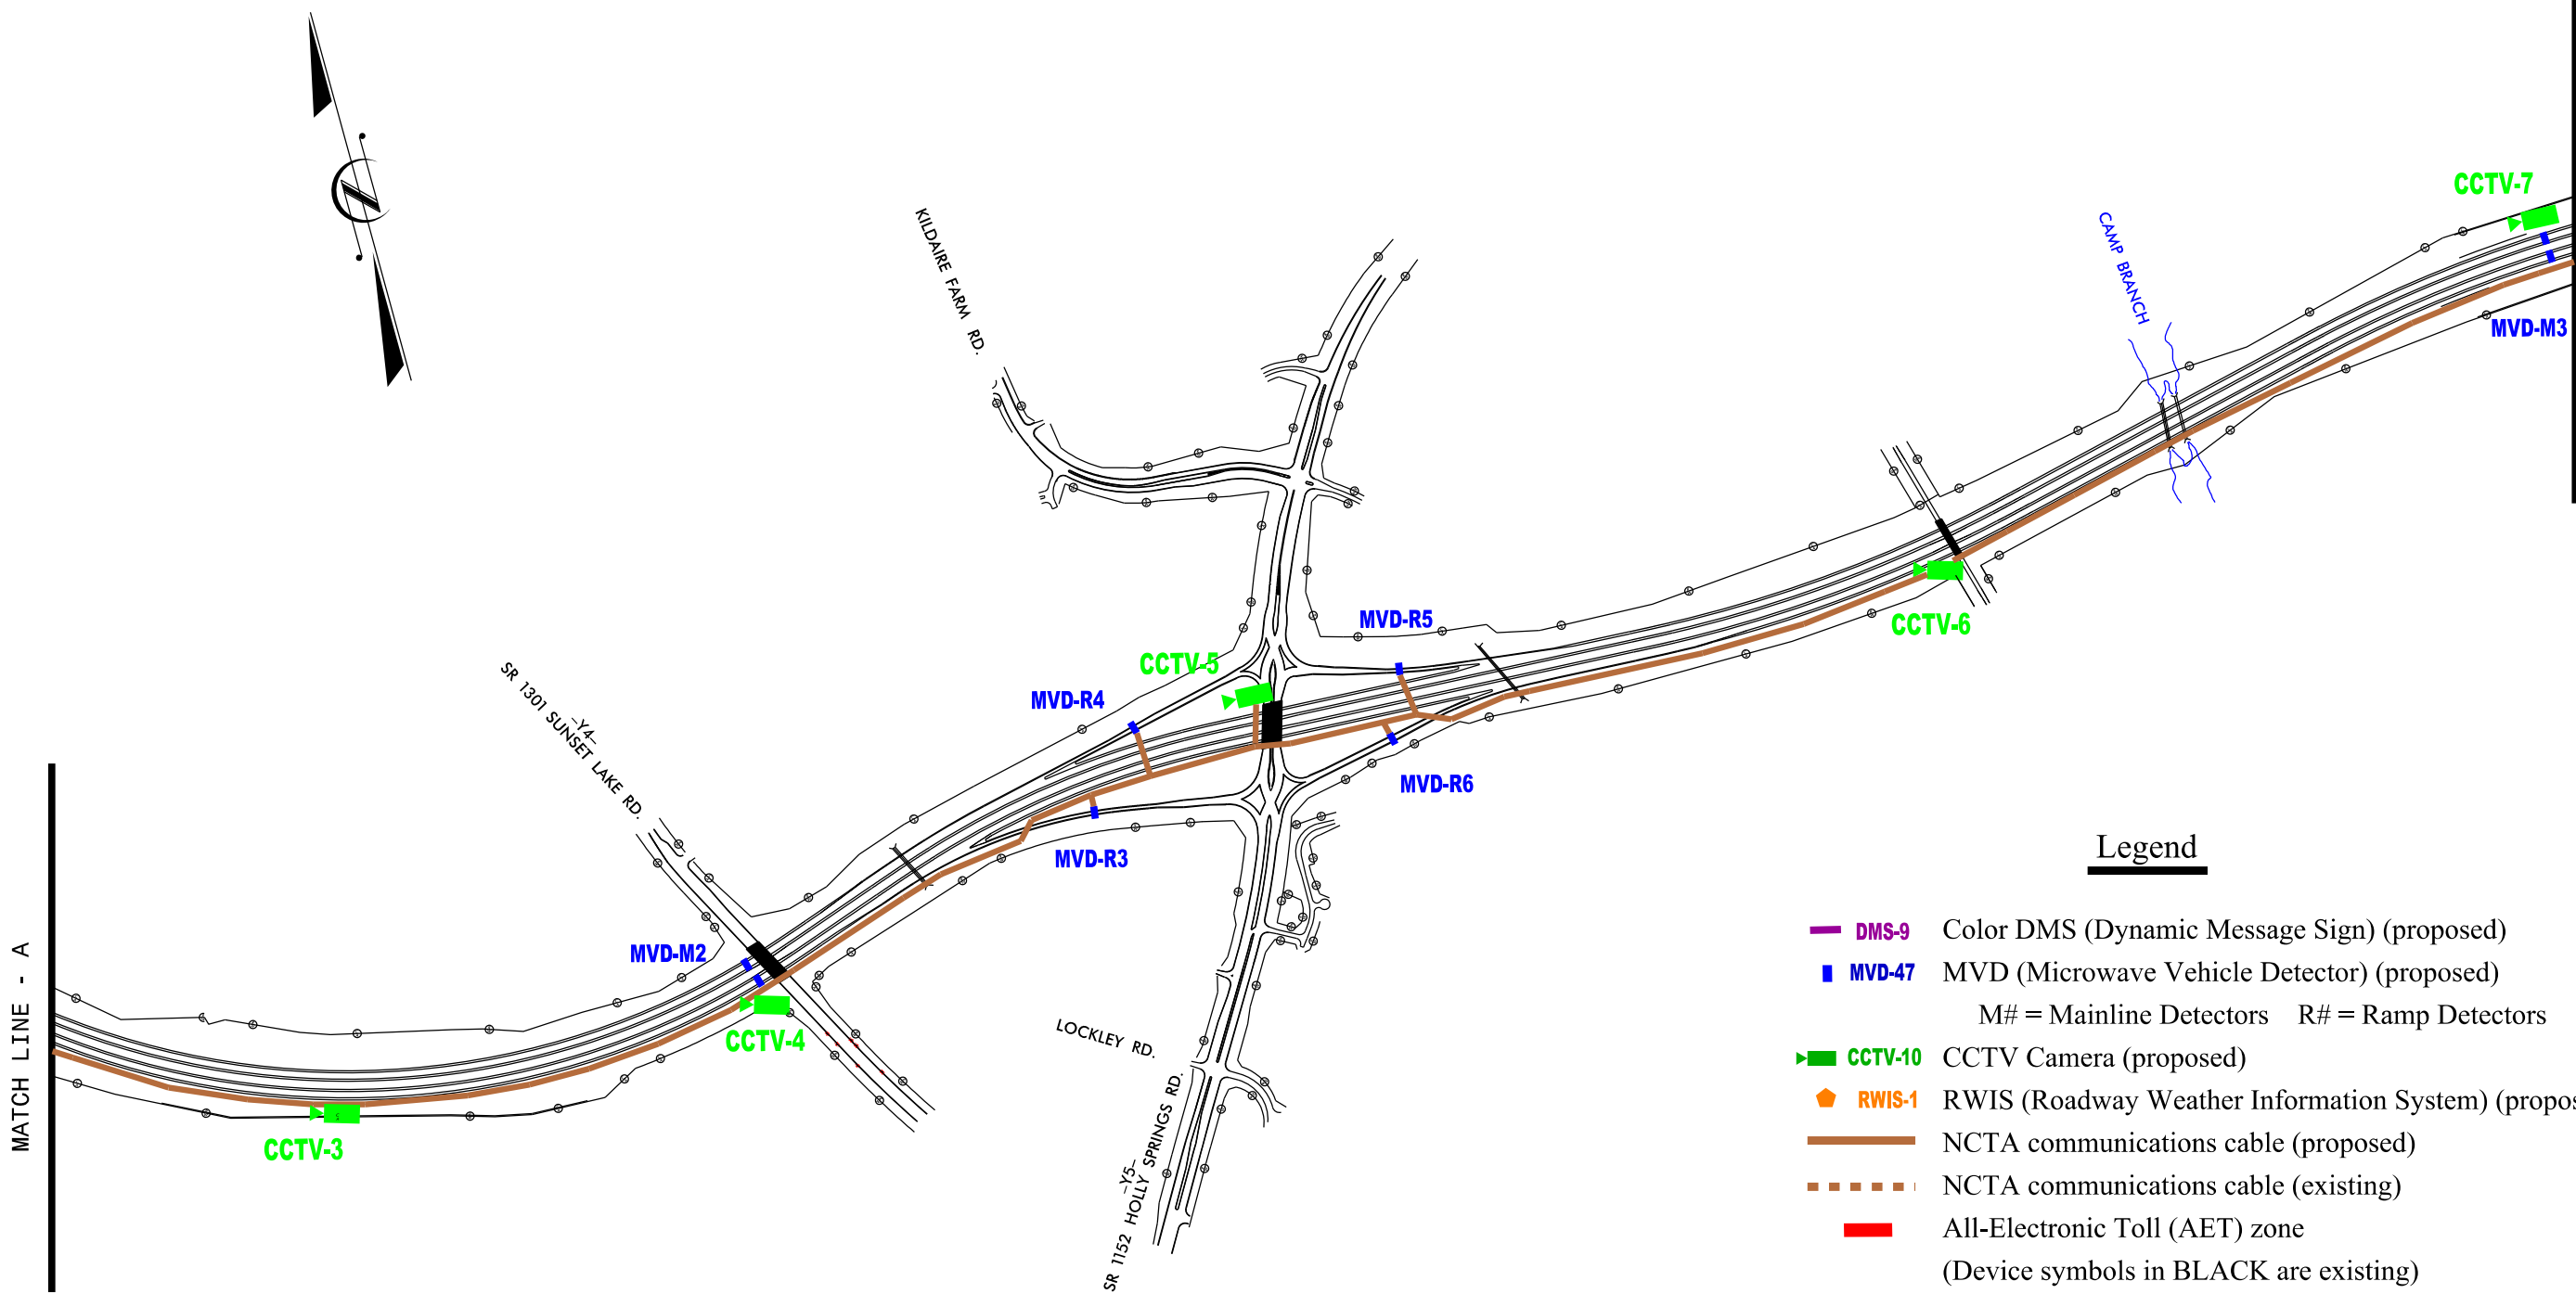 N
KILDAIRE FARM RD.
CAMP BRANCH
CCTV-7
MVD-M3
MVD-R5
CCTV-5
CCTV-6
MVD-R4
SR 1301 SUNSET LAKE RD.
-Y4-
MVD-R6
MVD-R3
MVD-M2
CCTV-4
CCTV-3
MATCH LINE - A
LOCKLEY RD.
SR 1152 HOLLY SPRINGS RD.
-Y5-
Legend
DMS-9 Color DMS (Dynamic Message Sign) (proposed)
MVD-47 MVD (Microwave Vehicle Detector) (proposed)
M# = Mainline Detectors R# = Ramp Detectors
CCTV-10 CCTV Camera (proposed)
RWIS-1 RWIS (Roadway Weather Information System) (propos
NCTA communications cable (proposed)
NCTA communications cable (existing)
All-Electronic Toll (AET) zone
(Device symbols in BLACK are existing)